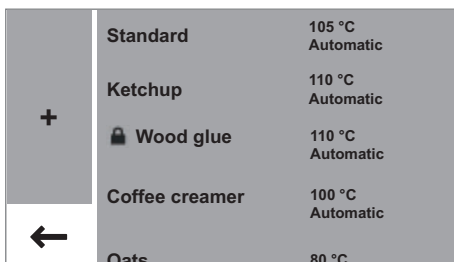 Standard 105 °C
Automatic
+
Ketchup 110 °C
Automatic
Wood glue 110 °C
Automatic
Coffee creamer 100 °C
Automatic
Oats 80 °C